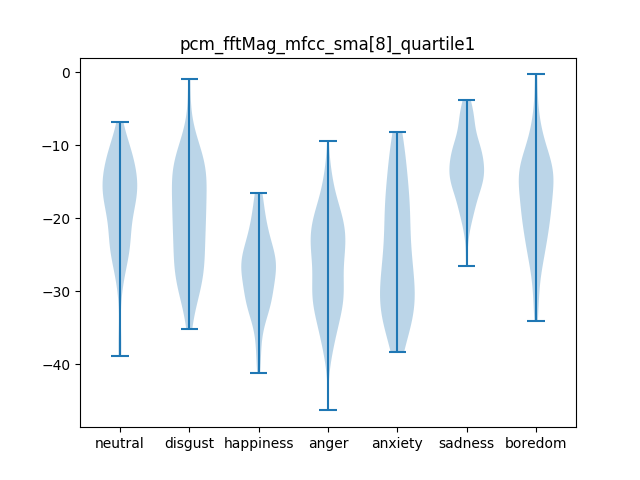 pcm_fftMag_mfcc_sma[8]_quartile1
0
−10
−20
−30
−40
neutral disgust happiness anger anxiety sadness boredom